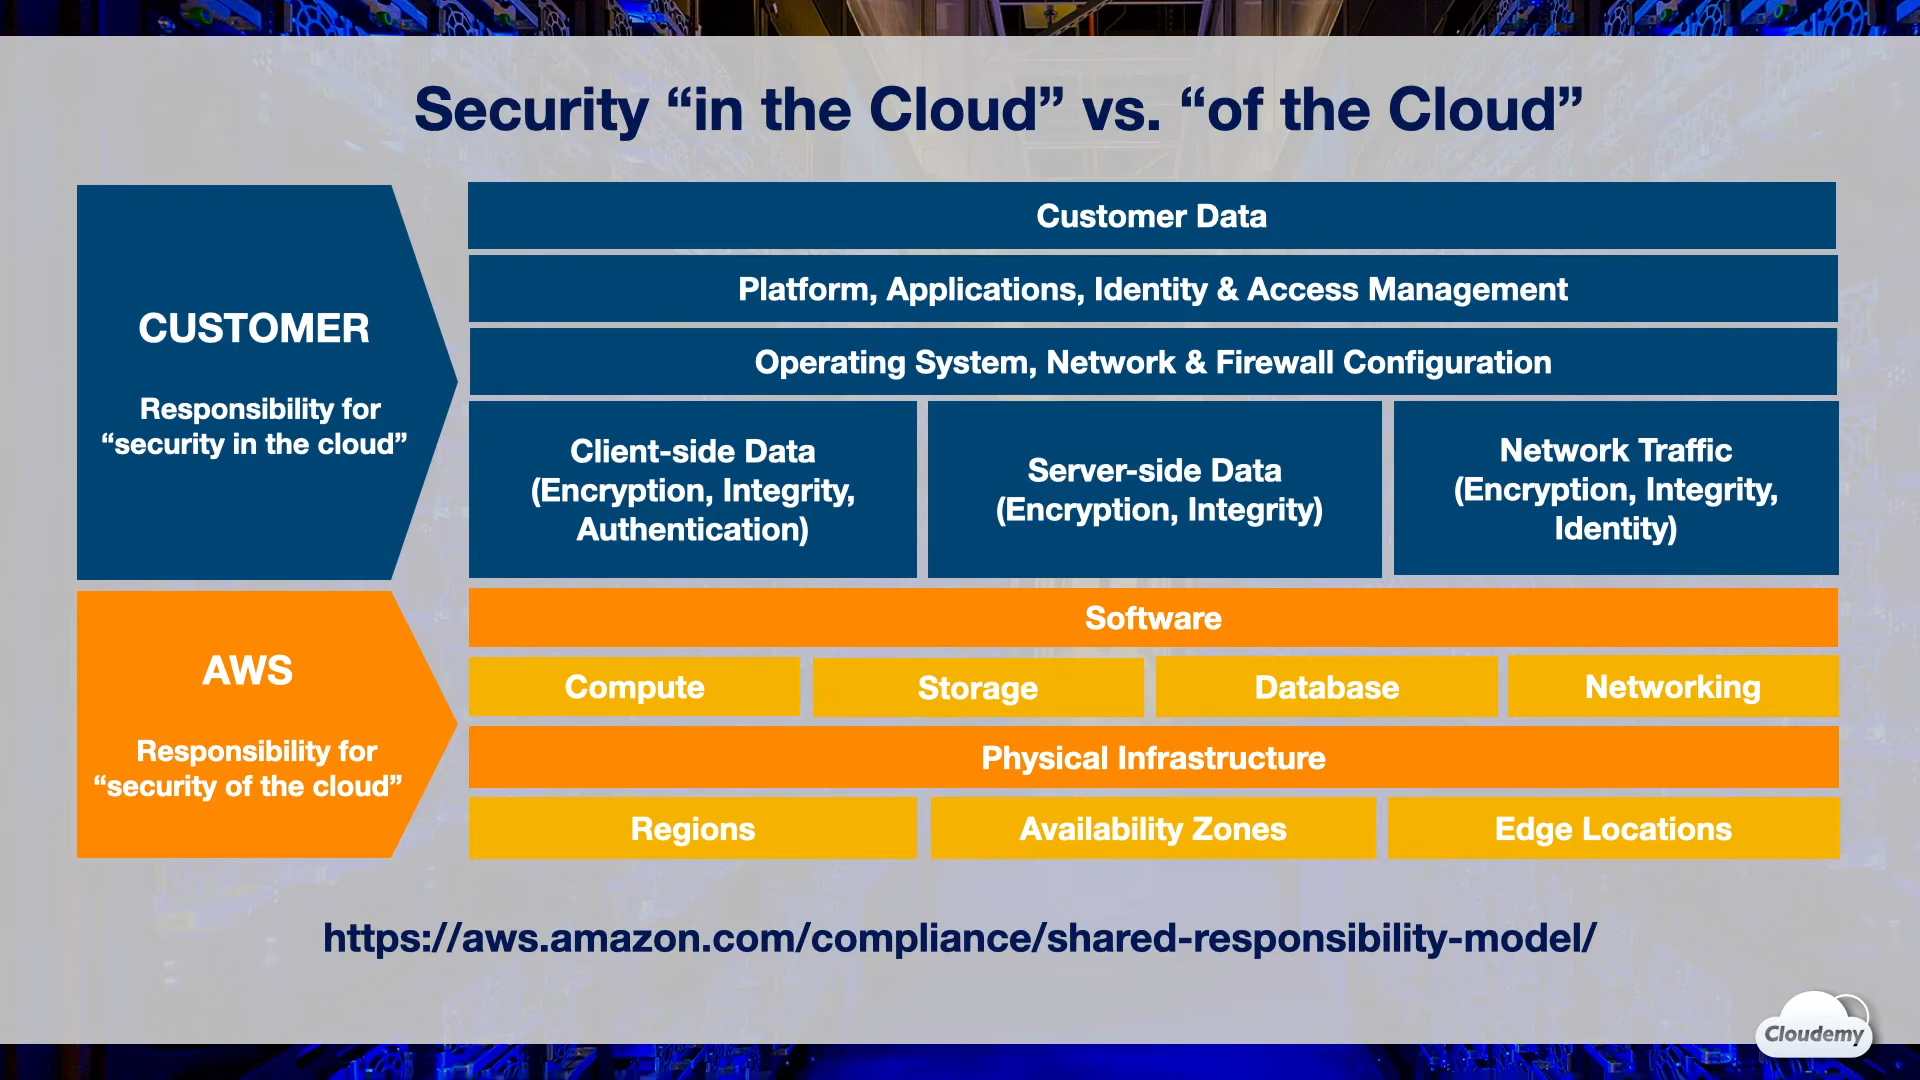 Security “in the Cloud” vs. “of the Cloud”
CUSTOMER
Responsibility for
“security in the cloud”
Customer Data
Platform, Applications, Identity & Access Management
Operating System, Network & Firewall Configuration
Client-side Data
(Encryption, Integrity,
Authentication)
Server-side Data
(Encryption, Integrity)
Network Traffic
(Encryption, Integrity,
Identity)
AWS
Responsibility for
“security of the cloud”
Software
Compute
Storage
Database
Networking
Physical Infrastructure
Regions
Availability Zones
Edge Locations
https://aws.amazon.com/compliance/shared-responsibility-model/
Cloudemy